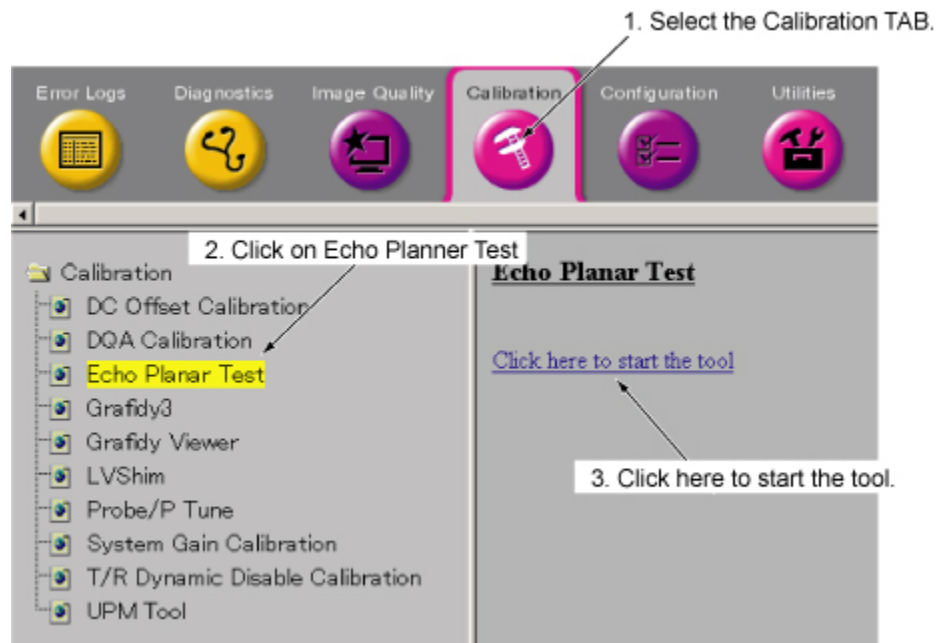 1. Select the Calibration TAB.
Error Logs
Diagnostics
Image Quality
Calibration
Configuration
Utilities
2. Click on Echo Planner Test
Calibration
DC Offset Calibration
DQA Calibration
Echo Planar Test
Grafidy3
Grafidy Viewer
LVShim
Probe/P Tune
System Gain Calibration
T/R Dynamic Disable Calibration
UPM Tool
Echo Planar Test
Click here to start the tool
3. Click here to start the tool.